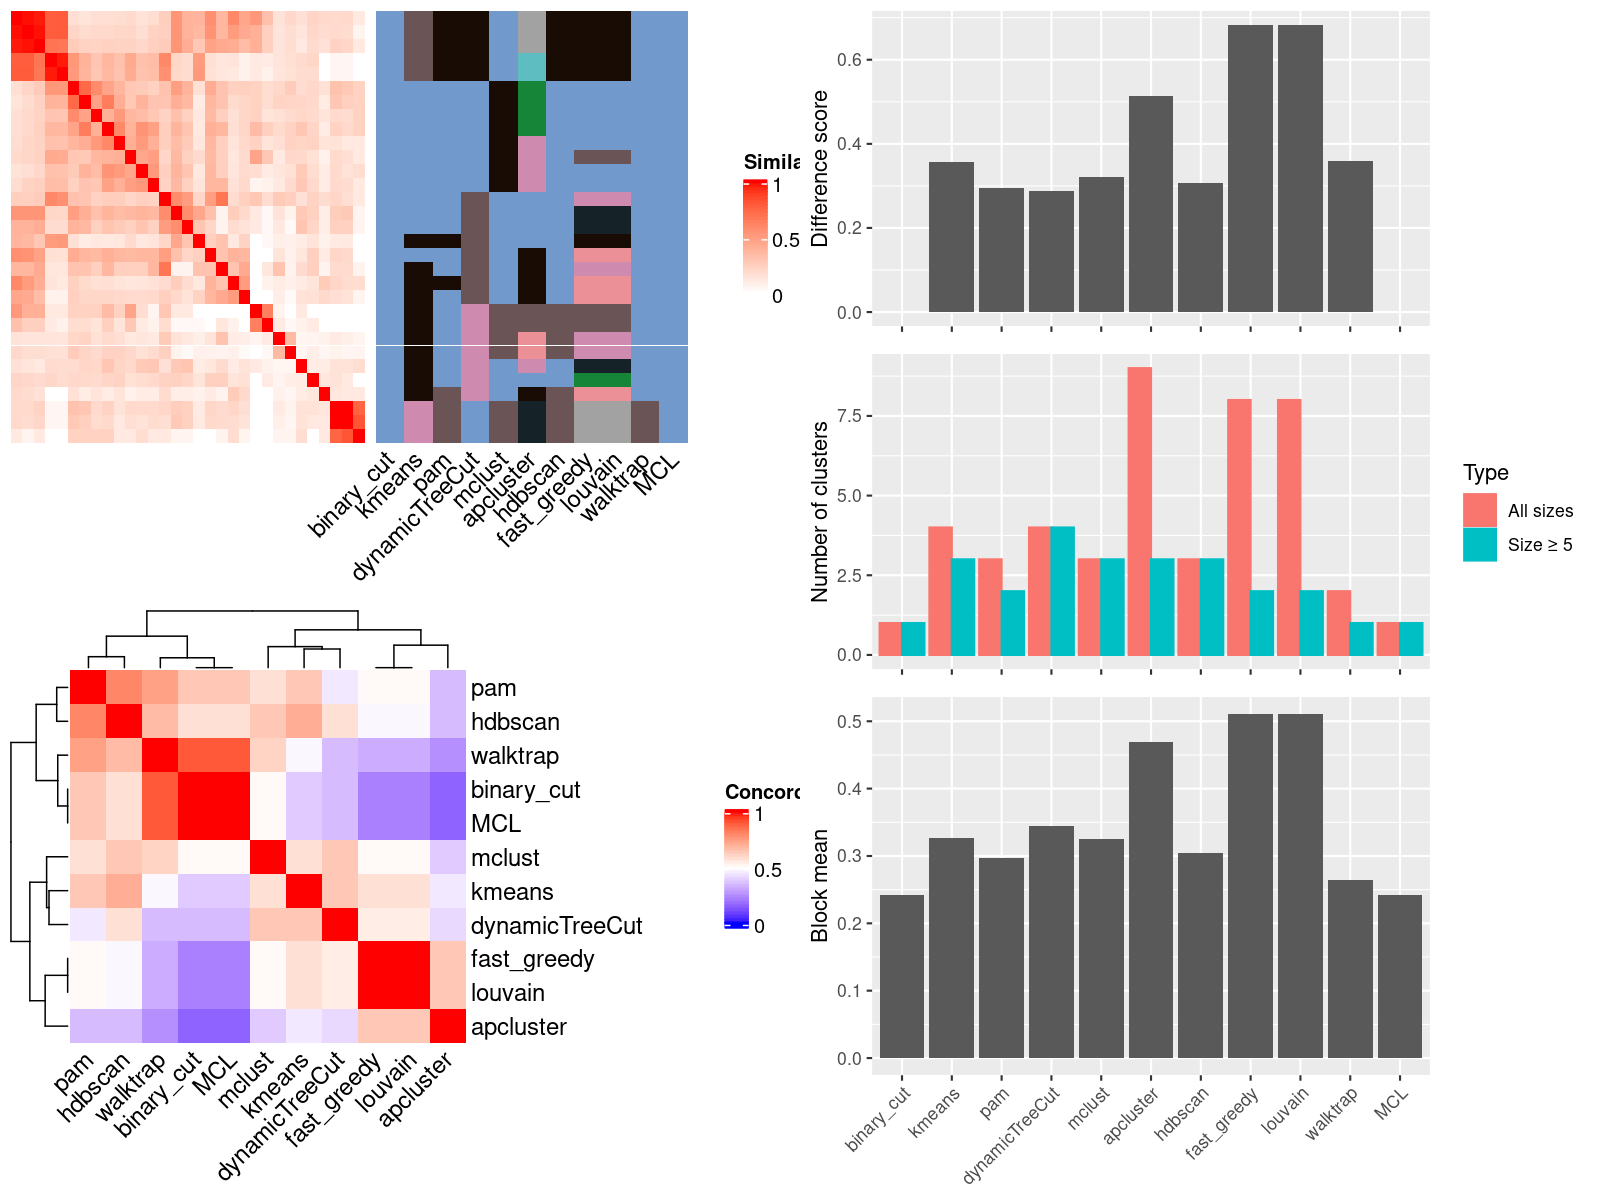 Simila
1
0.5
0
binary_cut
kmeans
pam
dynamicTreeCut
mclust
apcluster
hdbscan
fast_greedy
louvain
walktrap
MCL
Difference score
0.6
0.4
0.2
0.0
Number of clusters
7.5
5.0
2.5
0.0
Type
All sizes
Size ≥ 5
pam
hdbscan
walktrap
binary_cut
MCL
mclust
kmeans
dynamicTreeCut
fast_greedy
louvain
apcluster
pam
hdbscan
walktrap
binary_cut
MCL
mclust
kmeans
dynamicTreeCut
fast_greedy
louvain
apcluster
Concord
1
0.5
0
Block mean
0.5
0.4
0.3
0.2
0.1
0.0
binary_cut
kmeans
pam
dynamicTreeCut
mclust
apcluster
hdbscan
fast_greedy
louvain
walktrap
MCL